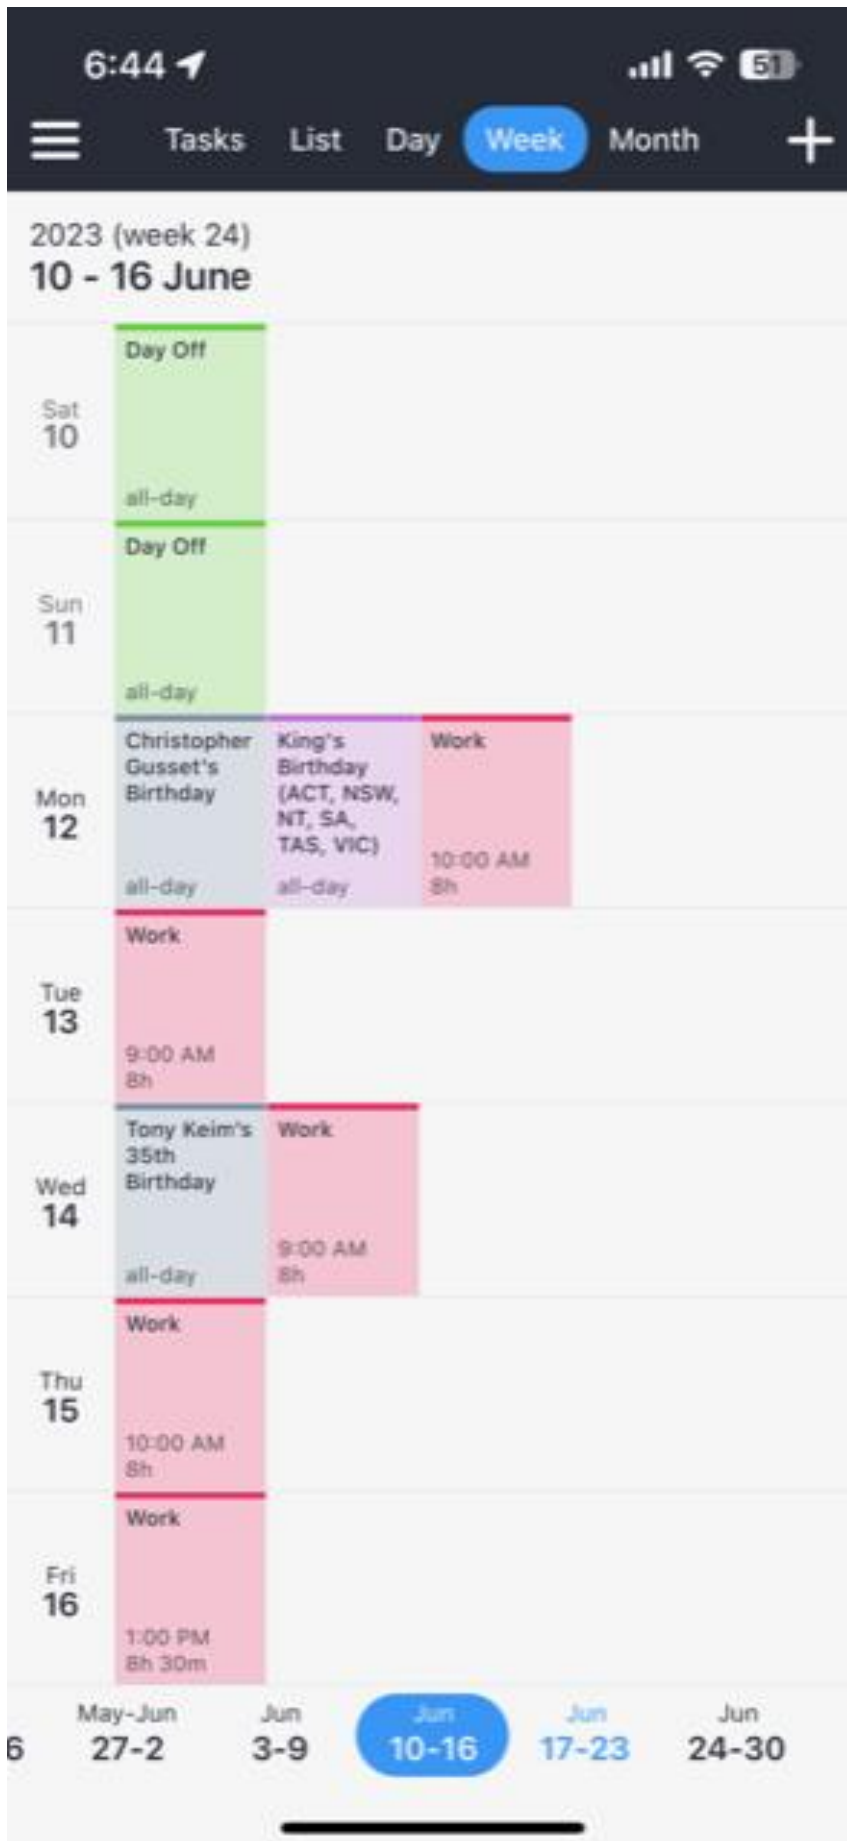 6:44
51
Tasks List Day Week Month
2023 (week 24)
10 - 16 June
Sat
10
Day Off
all-day
Sun
11
Day Off
all-day
Mon
12
Christopher
Gusset's
Birthday
all-day
King's
Birthday
(ACT, NSW,
NT, SA,
TAS, VIC)
all-day
Work
10:00 AM
8h
Tue
13
Work
9:00 AM
8h
Wed
14
Tony Keim's
35th
Birthday
all-day
Work
9:00 AM
8h
Thu
15
Work
10:00 AM
8h
Fri
16
Work
1:00 PM
8h 30m
May-Jun Jun Jun Jun Jun
6 27-2 3-9 10-16 17-23 24-30